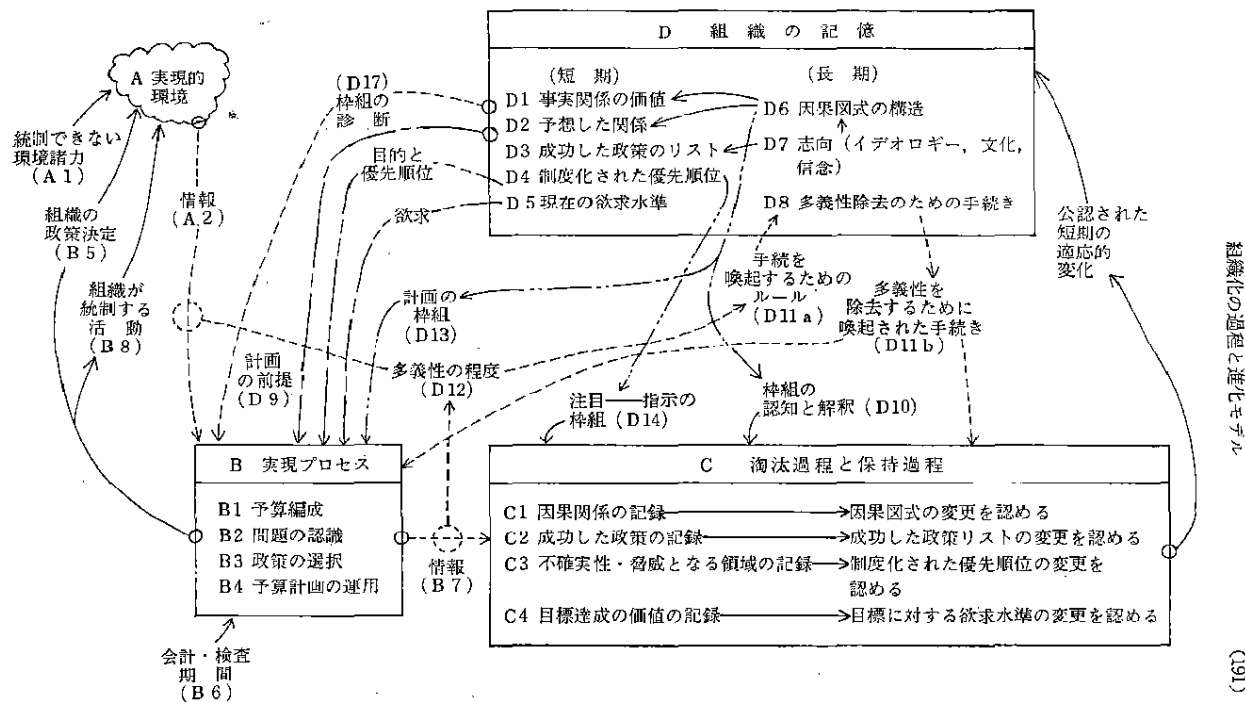 D 組織の記憶
(短期)
D1 事実関係の価値
D2 予想した関係
D3 成功した政策のリスト
D4 制度化された優先順位
D5 現在の欲求水準
(長期)
D6 因果図式の構造
D7 志向(イデオロギー,文化,
信念)
D8 多義性除去のための手続き
A 実現的
環境
統制できない
環境諸力
(A1)
組織の
政策決定
(B5)
組織が
統制する
活動
(B8)
情報
(A.2)
(D17)
枠組の
診断
目的と
優先順位
欲求
計画の
枠組
(D13)
計画
の前提
(D9)
多義性の程度
(D12)
手続を
喚起するための
ルール
(D11a)
多義性を
除去するために
喚起された手続き
(D11b)
公認された
短期の
適応的
変化
注目――指示の
枠組(D14)
枠組の
認知と解釈(D10)
B 実現プロセス
B1 予算編成
B2 問題の認識
B3 政策の選択
B4 予算計画の運用
情報
(B7)
会計・検査
期間
(B6)
C 淘汰過程と保持過程
C1 因果関係の記録 因果図式の変更を認める
C2 成功した政策の記録 成功した政策リストの変更を認める
C3 不確実性・脅威となる領域の記録 制度化された優先順位の変更を
認める
C4 目標達成の価値の記録 目標に対する欲求水準の変更を認める
組織化の過程と進化モデル
(191)